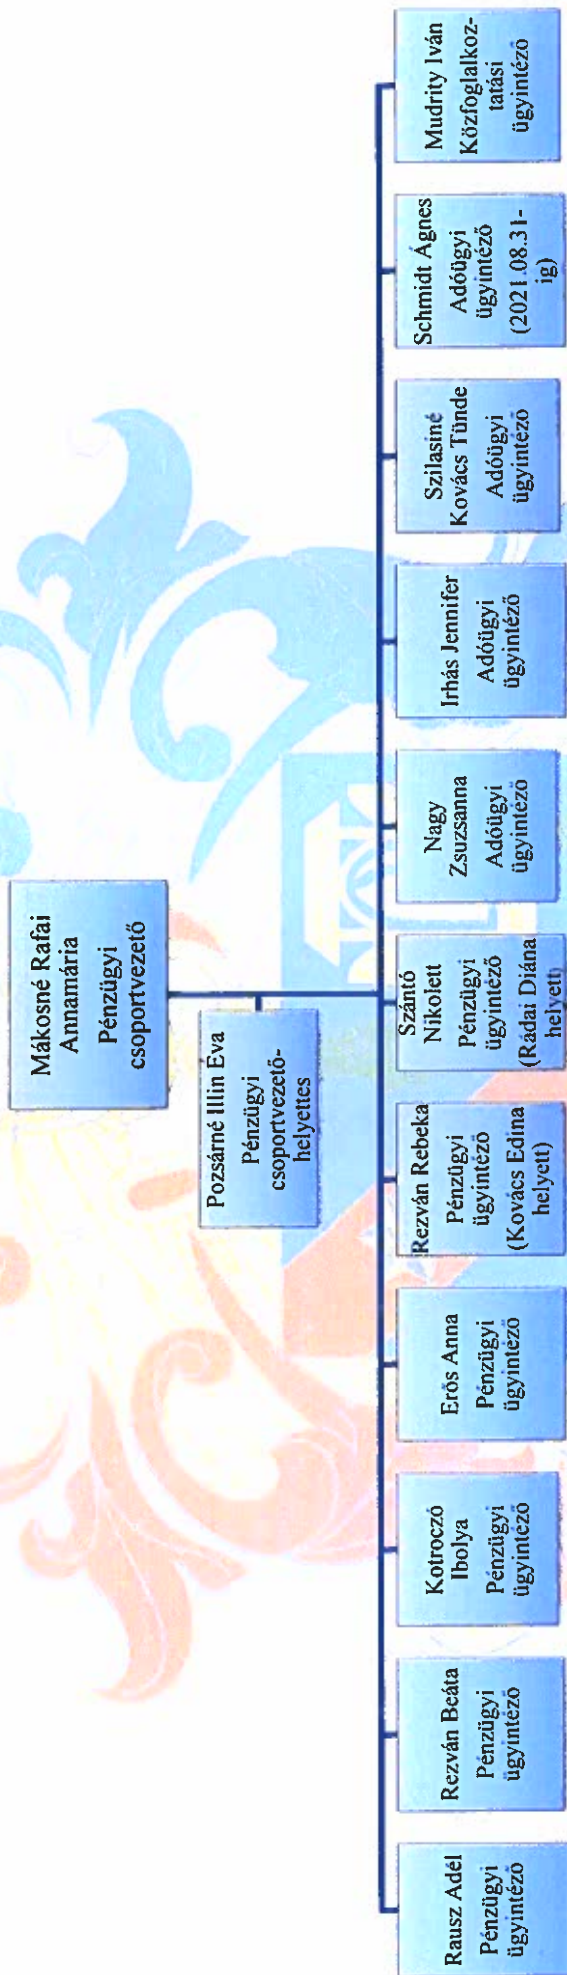 Mákosné Rafai
Annamária
Pénzügyi
csoportvezető
Pozsárné Illin Éva
Pénzügyi
csoportvezető-
helyettes
Rausz Adél
Pénzügyi
ügyintéző
Rezván Beáta
Pénzügyi
ügyintéző
Kotroczó
Ibolya
Pénzügyi
ügyintéző
Erős Anna
Pénzügyi
ügyintéző
Rezván Rebeka
Pénzügyi
ügyintéző
(Kovács Edina
helyett)
Szántó
Nikolett
Pénzügyi
ügyintéző
(Rádai Diána
helyett)
Nagy
Zsuzsanna
Adóügyi
ügyintéző
Irhás Jennifer
Adóügyi
ügyintéző
Szilasiné
Kovács Tünde
Adóügyi
ügyintéző
Schmidt Ágnes
Adóügyi
ügyintéző
(2021.08.31-
ig)
Mudrity Iván
Közfoglalkoz-
tatási
ügyintéző